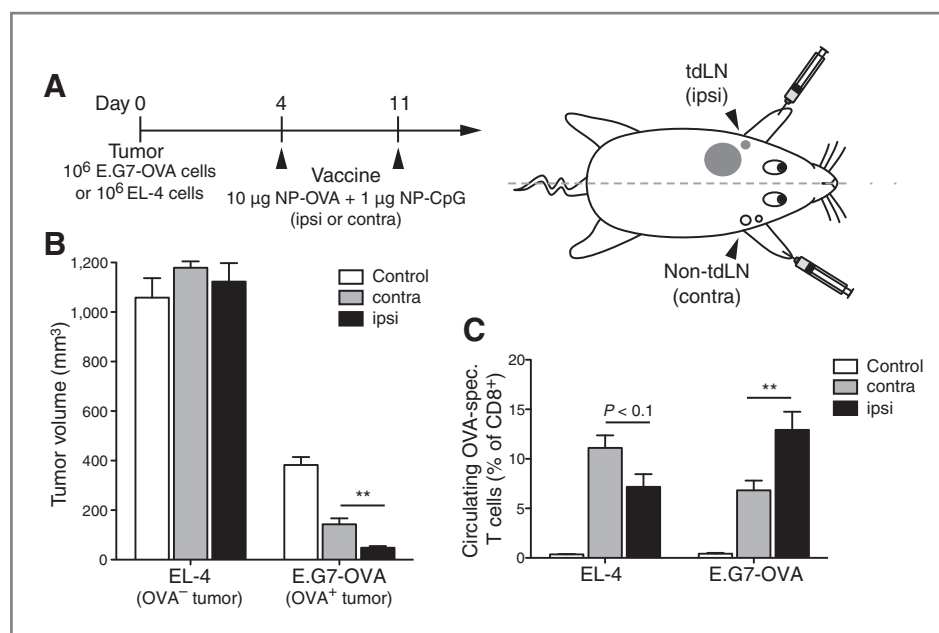 A
Day 0
4
11
Tumor
10⁶ E.G7-OVA cells
or 10⁶ EL-4 cells
Vaccine
10 µg NP-OVA + 1 µg NP-CpG
(ipsi or contra)
tdLN
(ipsi)
Non-tdLN
(contra)
B
Tumor volume (mm³)
1,200
1,000
800
600
400
200
0
Control
contra
ipsi
**
EL-4
(OVA⁻ tumor)
E.G7-OVA
(OVA⁺ tumor)
C
Circulating OVA-spec.
T cells (% of CD8⁺)
20
15
10
5
0
P < 0.1
**
Control
contra
ipsi
EL-4
E.G7-OVA